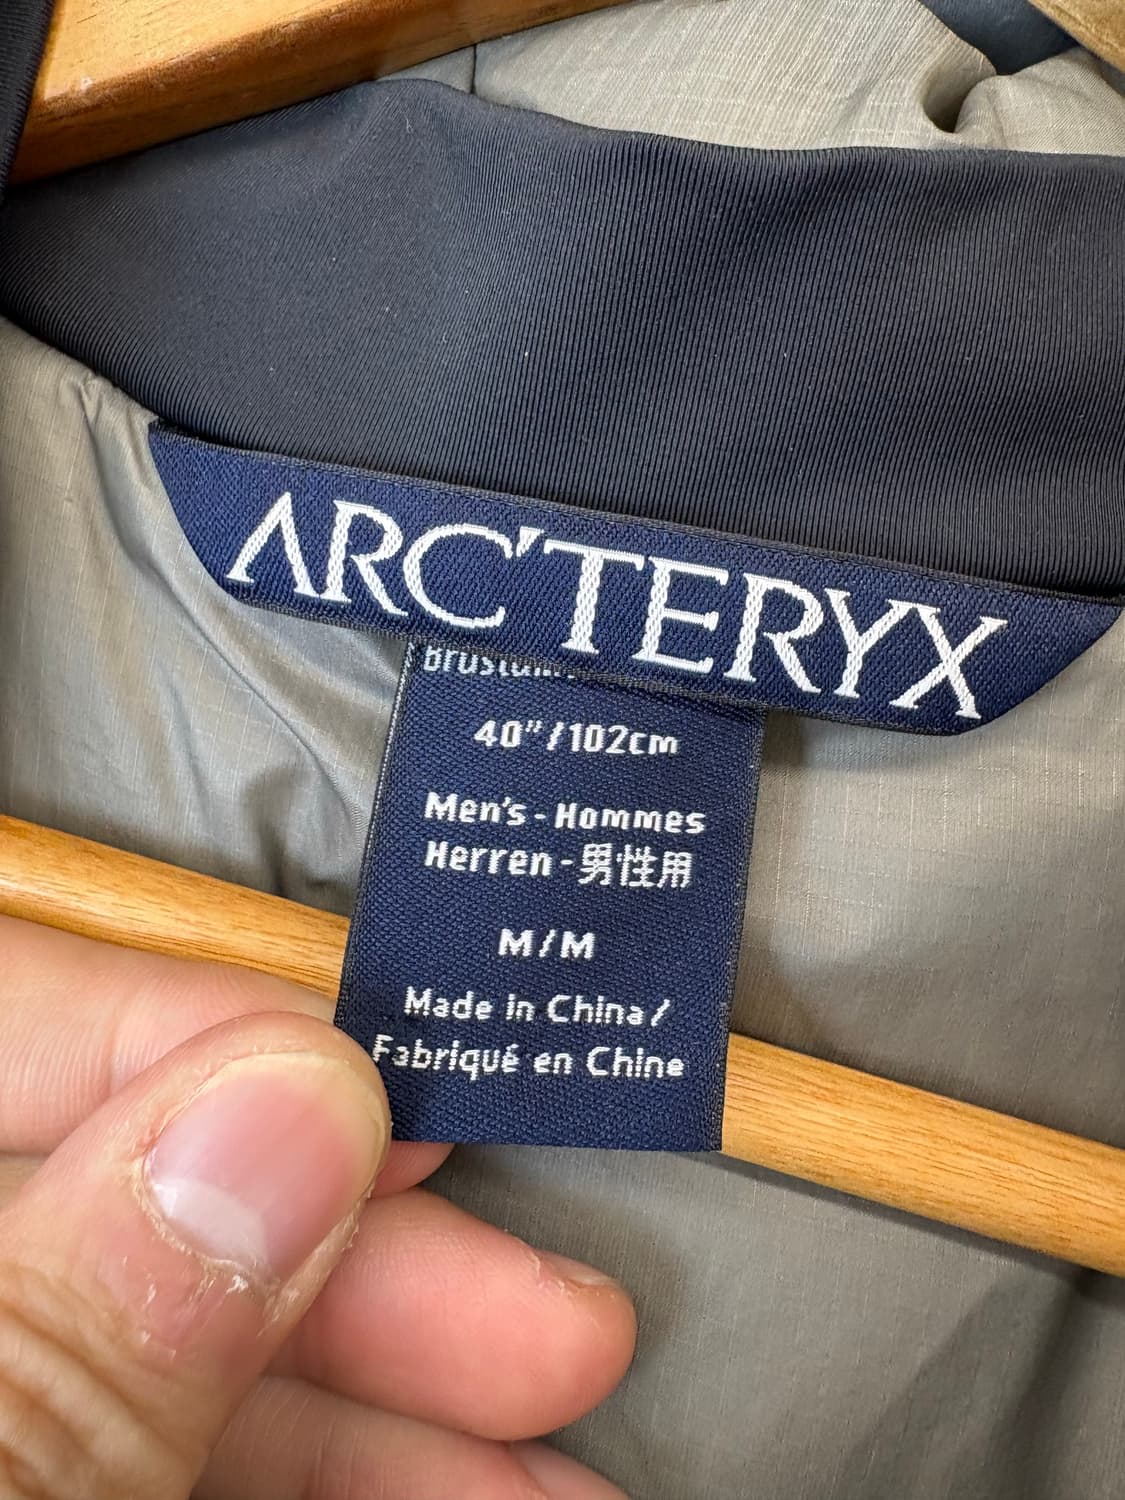 ARC'TERYX
40"/102cm
Men's - Hommes
Herren - 男性用
M/M
Made in China/
Fabriqué en Chine